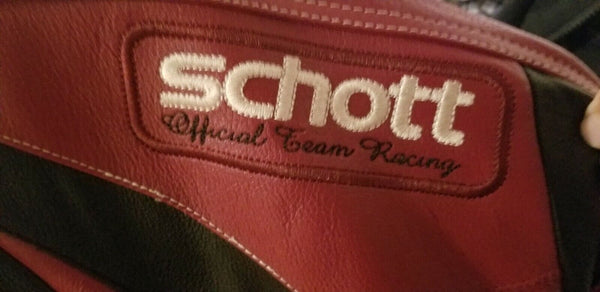 schott
Official Team Racing